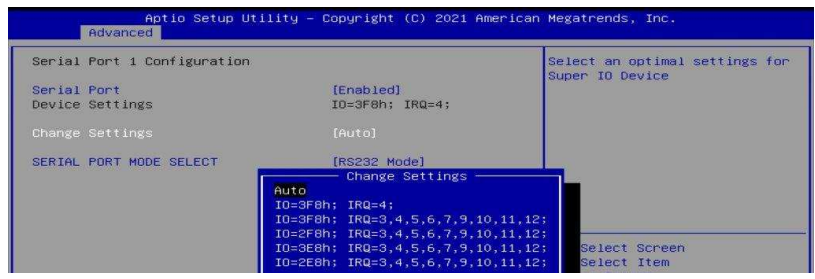 Aptio Setup Utility – Copyright (C) 2021 American Megatrends, Inc.
Advanced
Serial Port 1 Configuration
Serial Port [Enabled]
Device Settings IO=3F8h; IRQ=4;
Change Settings [Auto]
SERIAL PORT MODE SELECT [RS232 Mode]
Select an optimal settings for
Super IO Device
Change Settings
Auto
IO=3F8h; IRQ=4;
IO=3F8h; IRQ=3,4,5,6,7,9,10,11,12;
IO=2F8h; IRQ=3,4,5,6,7,9,10,11,12;
IO=3E8h; IRQ=3,4,5,6,7,9,10,11,12;
IO=2E8h; IRQ=3,4,5,6,7,9,10,11,12;
Select Screen
Select Item